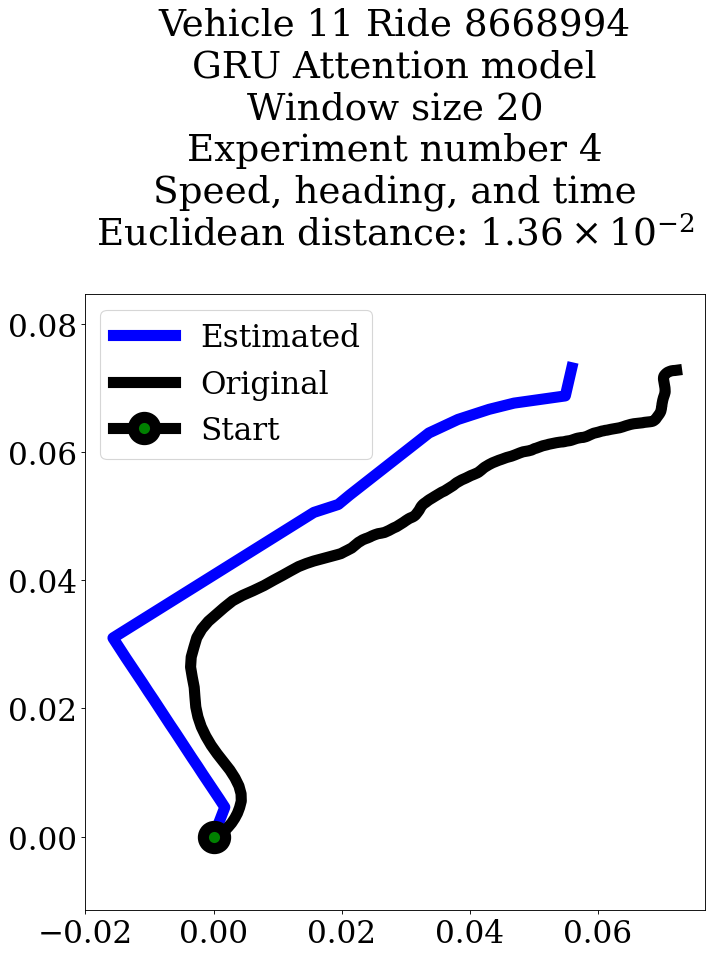 Vehicle 11 Ride 8668994
GRU Attention model
Window size 20
Experiment number 4
Speed, heading, and time
Euclidean distance: 1.36 × 10⁻²
Estimated
Original
Start
0.08
0.06
0.04
0.02
0.00
−0.02 0.00 0.02 0.04 0.06